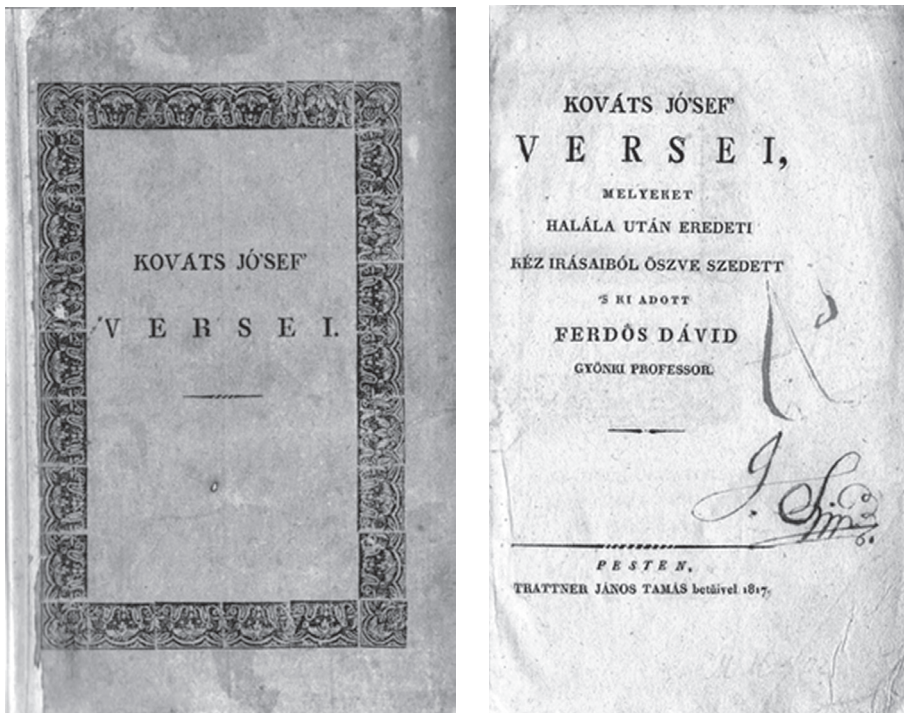 KOVÁTS JÓ'SEF'
VERSEI.
KOVÁTS JÓ'SEF'
VERSEI,
MELYEKET
HALÁLA UTÁN EREDETI
KÉZ IRÁSAIBÓL ÖSZVE SZEDETT
'S KI ADOTT
FERDŐS DÁVID
GYÖNKI PROFESSOR.
PESTEN,
TRATTNER JÁNOS TAMÁS betűivel 1817.